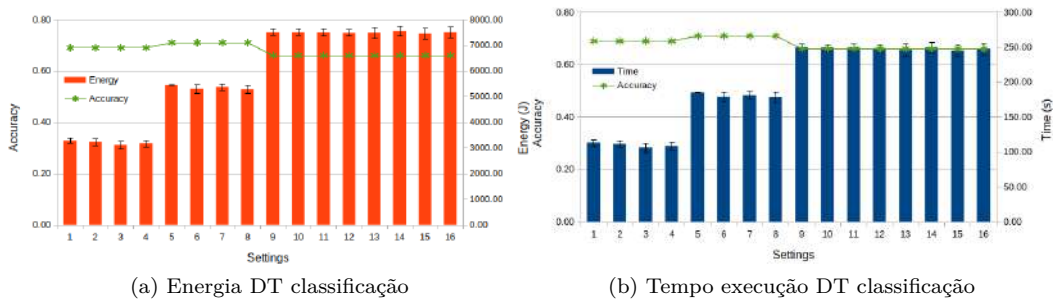 0.80
0.60
0.40
0.20
0.00
Accuracy
8000.00
7000.00
6000.00
5000.00
4000.00
3000.00
2000.00
1000.00
0.00
Energy (J)
Energy
Accuracy
1 2 3 4 5 6 7 8 9 10 11 12 13 14 15 16
Settings
(a) Energia DT classificação
0.80
0.60
0.40
0.20
0.00
Accuracy
300.00
250.00
200.00
150.00
100.00
50.00
0.00
Time (s)
Time
Accuracy
1 2 3 4 5 6 7 8 9 10 11 12 13 14 15 16
Settings
(b) Tempo execução DT classificação